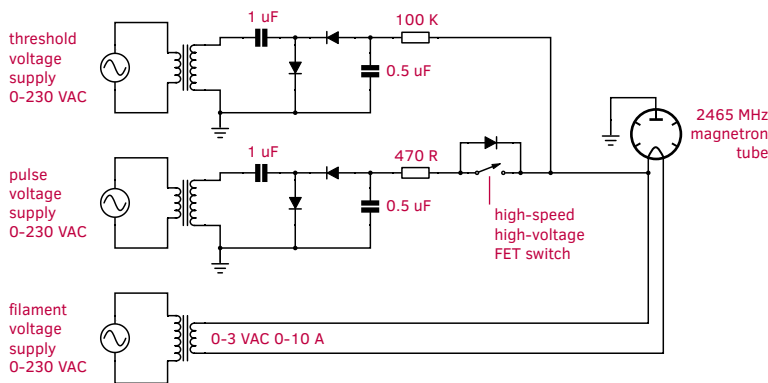 threshold
voltage
supply
0-230 VAC
1 uF
100 K
0.5 uF
2465 MHz
magnetron
tube
pulse
voltage
supply
0-230 VAC
1 uF
470 R
0.5 uF
high-speed
high-voltage
FET switch
filament
voltage
supply
0-230 VAC
0-3 VAC 0-10 A